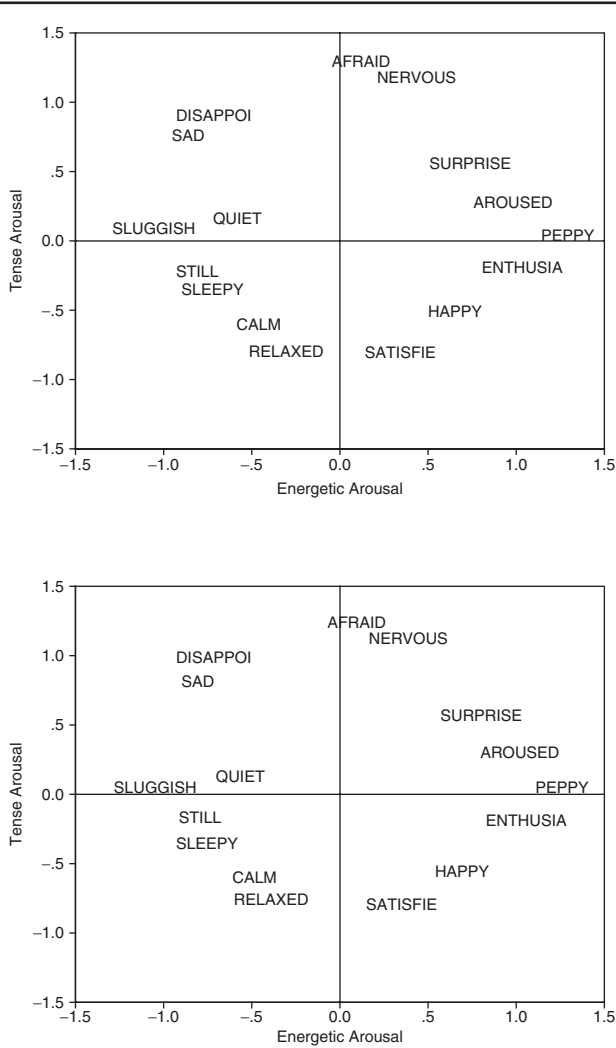 1.5
AFRAID
NERVOUS
1.0
DISAPPOI
SAD
.5
SURPRISE
AROUSED
QUIET
SLUGGISH
PEPPY
0.0
STILL
ENTHUSIA
SLEEPY
−.5
HAPPY
CALM
RELAXED
SATISFIE
−1.0
−1.5
Tense Arousal
−1.5 −1.0 −.5 0.0 .5 1.0 1.5
Energetic Arousal
1.5
AFRAID
NERVOUS
1.0
DISAPPOI
SAD
.5
SURPRISE
AROUSED
QUIET
SLUGGISH
PEPPY
0.0
STILL
ENTHUSIA
SLEEPY
−.5
HAPPY
CALM
RELAXED
SATISFIE
−1.0
−1.5
Tense Arousal
−1.5 −1.0 −.5 0.0 .5 1.0 1.5
Energetic Arousal